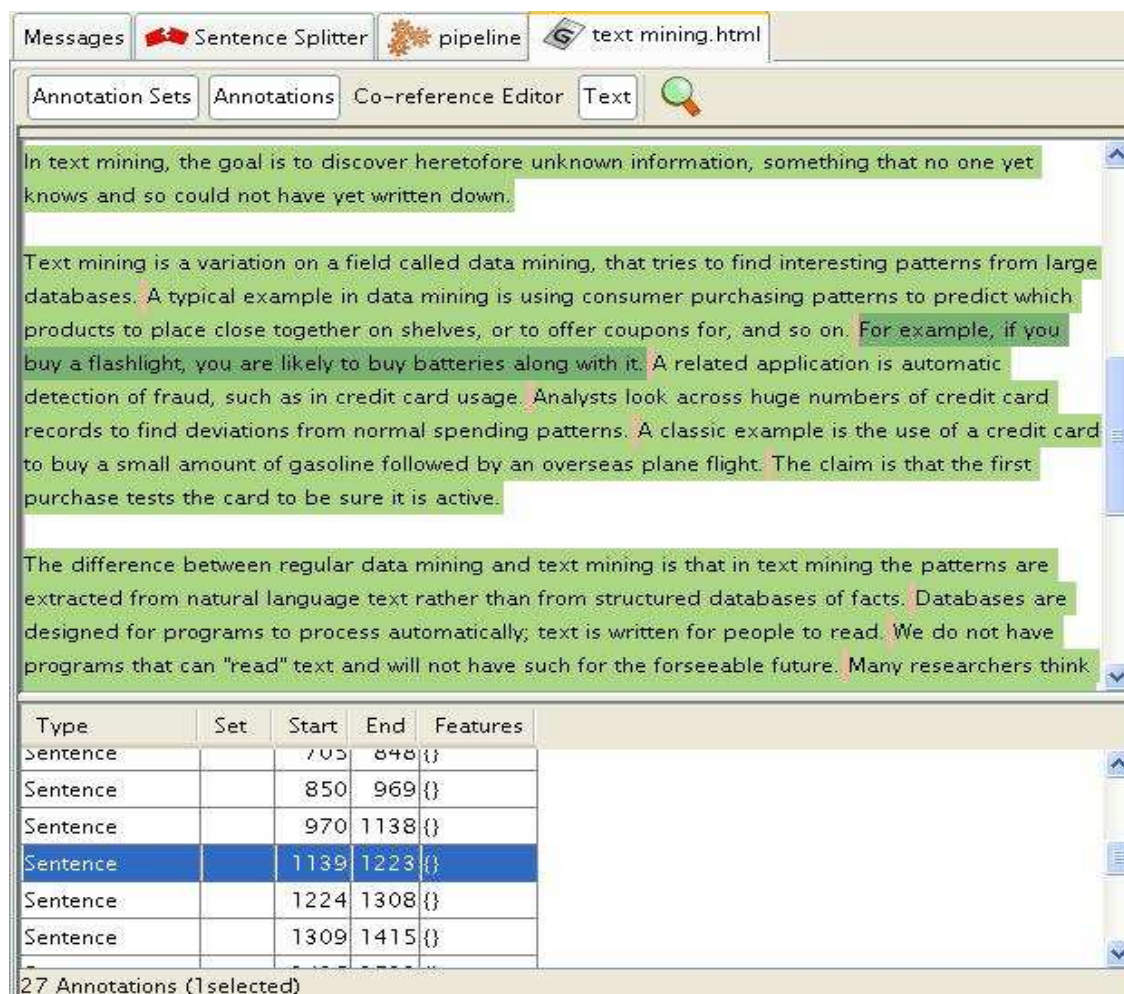 Messages Sentence Splitter pipeline text mining.html
Annotation Sets Annotations Co-reference Editor Text
In text mining, the goal is to discover heretofore unknown information, something that no one yet
knows and so could not have yet written down.
Text mining is a variation on a field called data mining, that tries to find interesting patterns from large
databases. A typical example in data mining is using consumer purchasing patterns to predict which
products to place close together on shelves, or to offer coupons for, and so on. For example, if you
buy a flashlight, you are likely to buy batteries along with it. A related application is automatic
detection of fraud, such as in credit card usage. Analysts look across huge numbers of credit card
records to find deviations from normal spending patterns. A classic example is the use of a credit card
to buy a small amount of gasoline followed by an overseas plane flight. The claim is that the first
purchase tests the card to be sure it is active.
The difference between regular data mining and text mining is that in text mining the patterns are
extracted from natural language text rather than from structured databases of facts. Databases are
designed for programs to process automatically; text is written for people to read. We do not have
programs that can "read" text and will not have such for the forseeable future. Many researchers think
Type Set Start End Features
Sentence 705 848 {}
Sentence 850 969 {}
Sentence 970 1138 {}
Sentence 1139 1223 {}
Sentence 1224 1308 {}
Sentence 1309 1415 {}
27 Annotations (1selected)